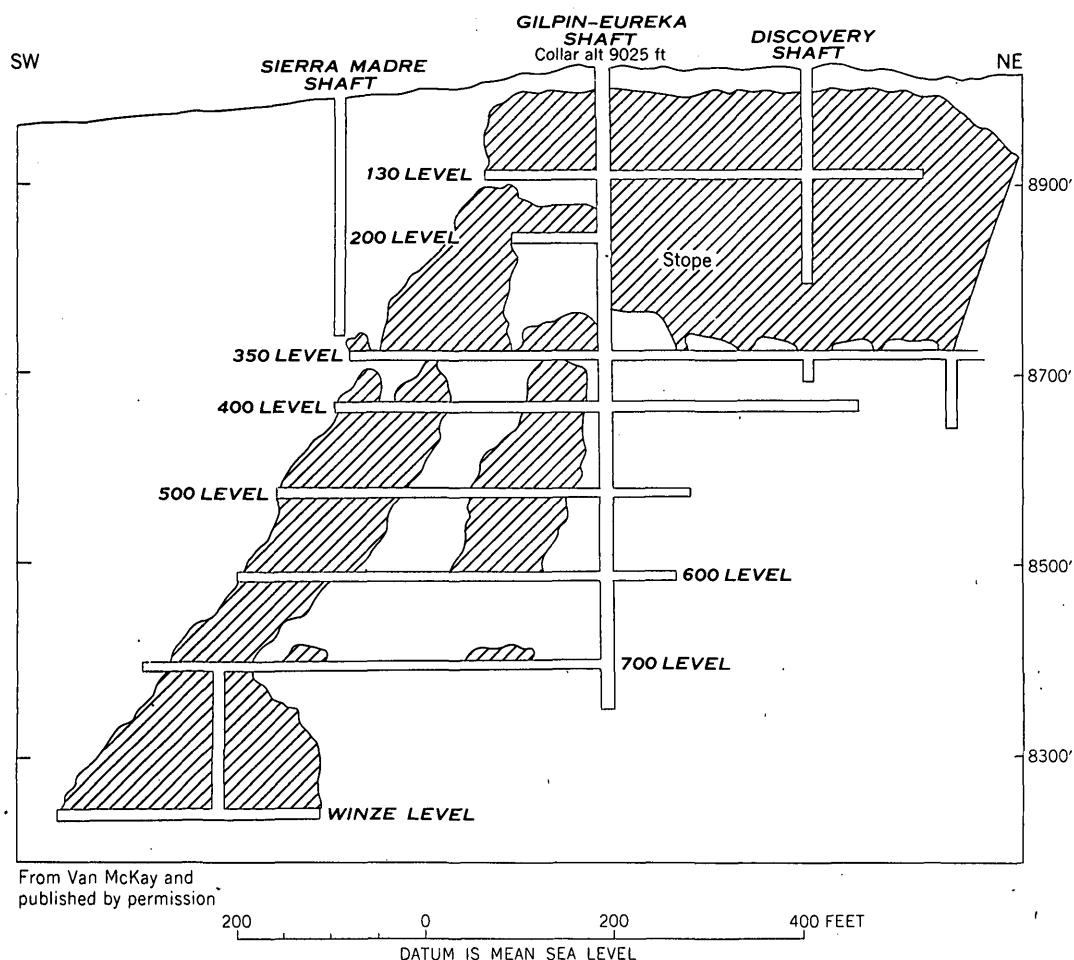 SW
SIERRA MADRE
SHAFT
GILPIN-EUREKA
SHAFT
Collar alt 9025 ft
DISCOVERY
SHAFT
NE
130 LEVEL
8900'
200 LEVEL
Stope
350 LEVEL
8700'
400 LEVEL
500 LEVEL
600 LEVEL
8500'
700 LEVEL
8300'
WINZE LEVEL
From Van McKay and
published by permission
200 0 200 400 FEET
DATUM IS MEAN SEA LEVEL